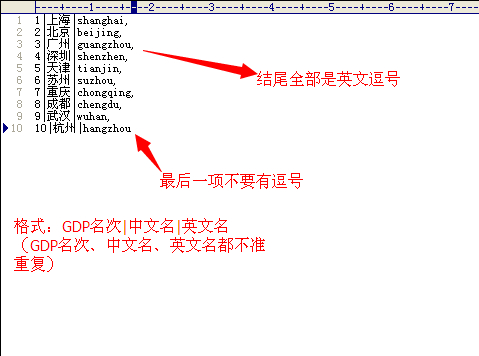 ----+----1----+----2----+----3----+----4----+----5----+----6----+----7--
1 1|上海|shanghai,
2 2|北京|beijing,
3 3|广州|guangzhou,
4 4|深圳|shenzhen,
5 5|天津|tianjin,
6 6|苏州|suzhou,
7 7|重庆|chongqing,
8 8|成都|chengdu,
9 9|武汉|wuhan,
10 10|杭州|hangzhou
结尾全部是英文逗号
最后一项不要有逗号
格式：GDP名次|中文名|英文名
（GDP名次、中文名、英文名都不准
重复）